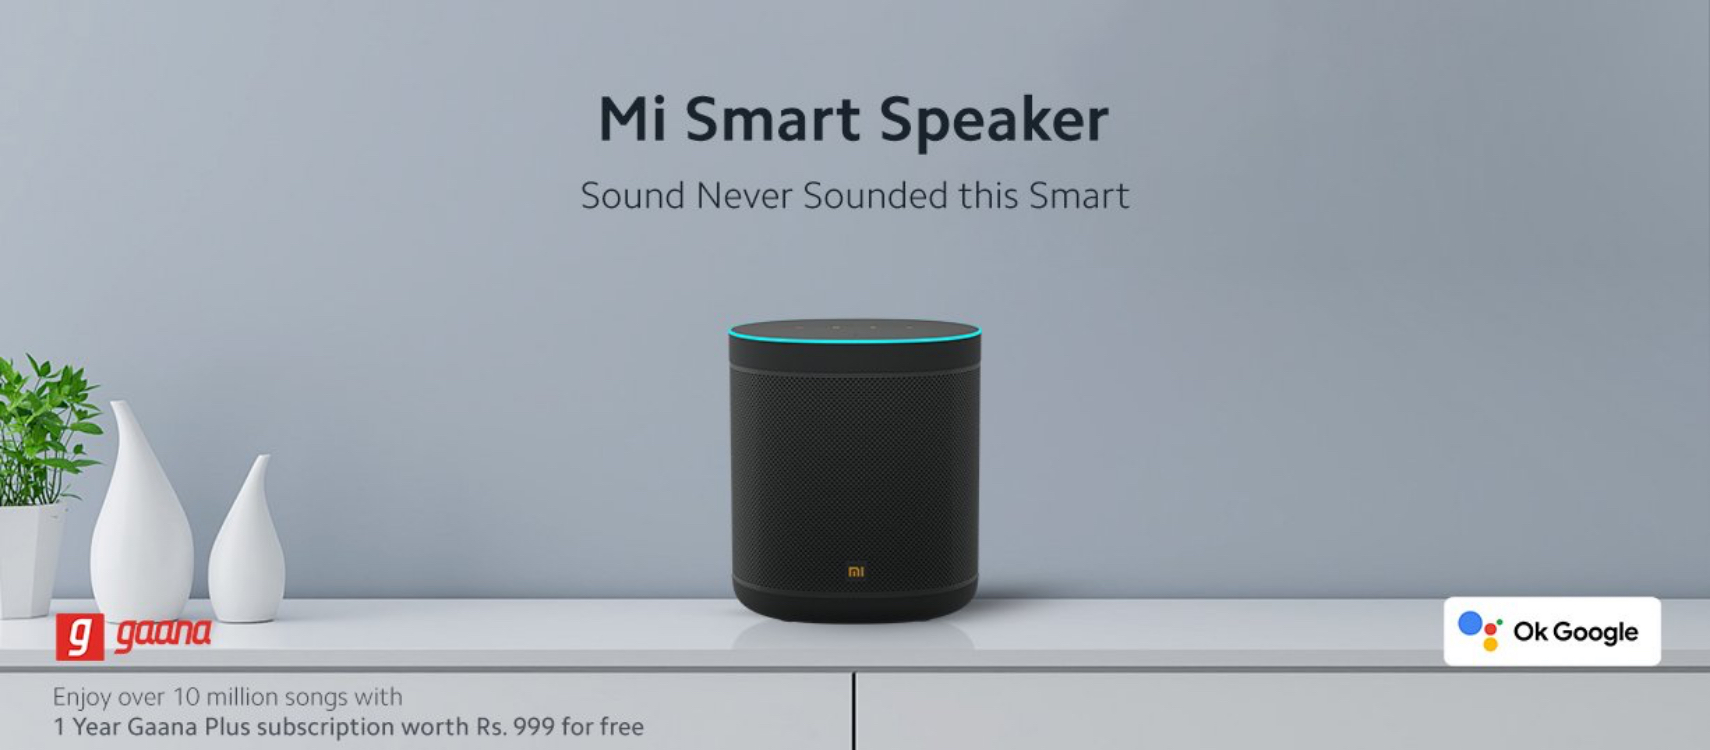 Mi Smart Speaker
Sound Never Sounded this Smart
mi
g gaana
Ok Google
Enjoy over 10 million songs with
1 Year Gaana Plus subscription worth Rs. 999 for free